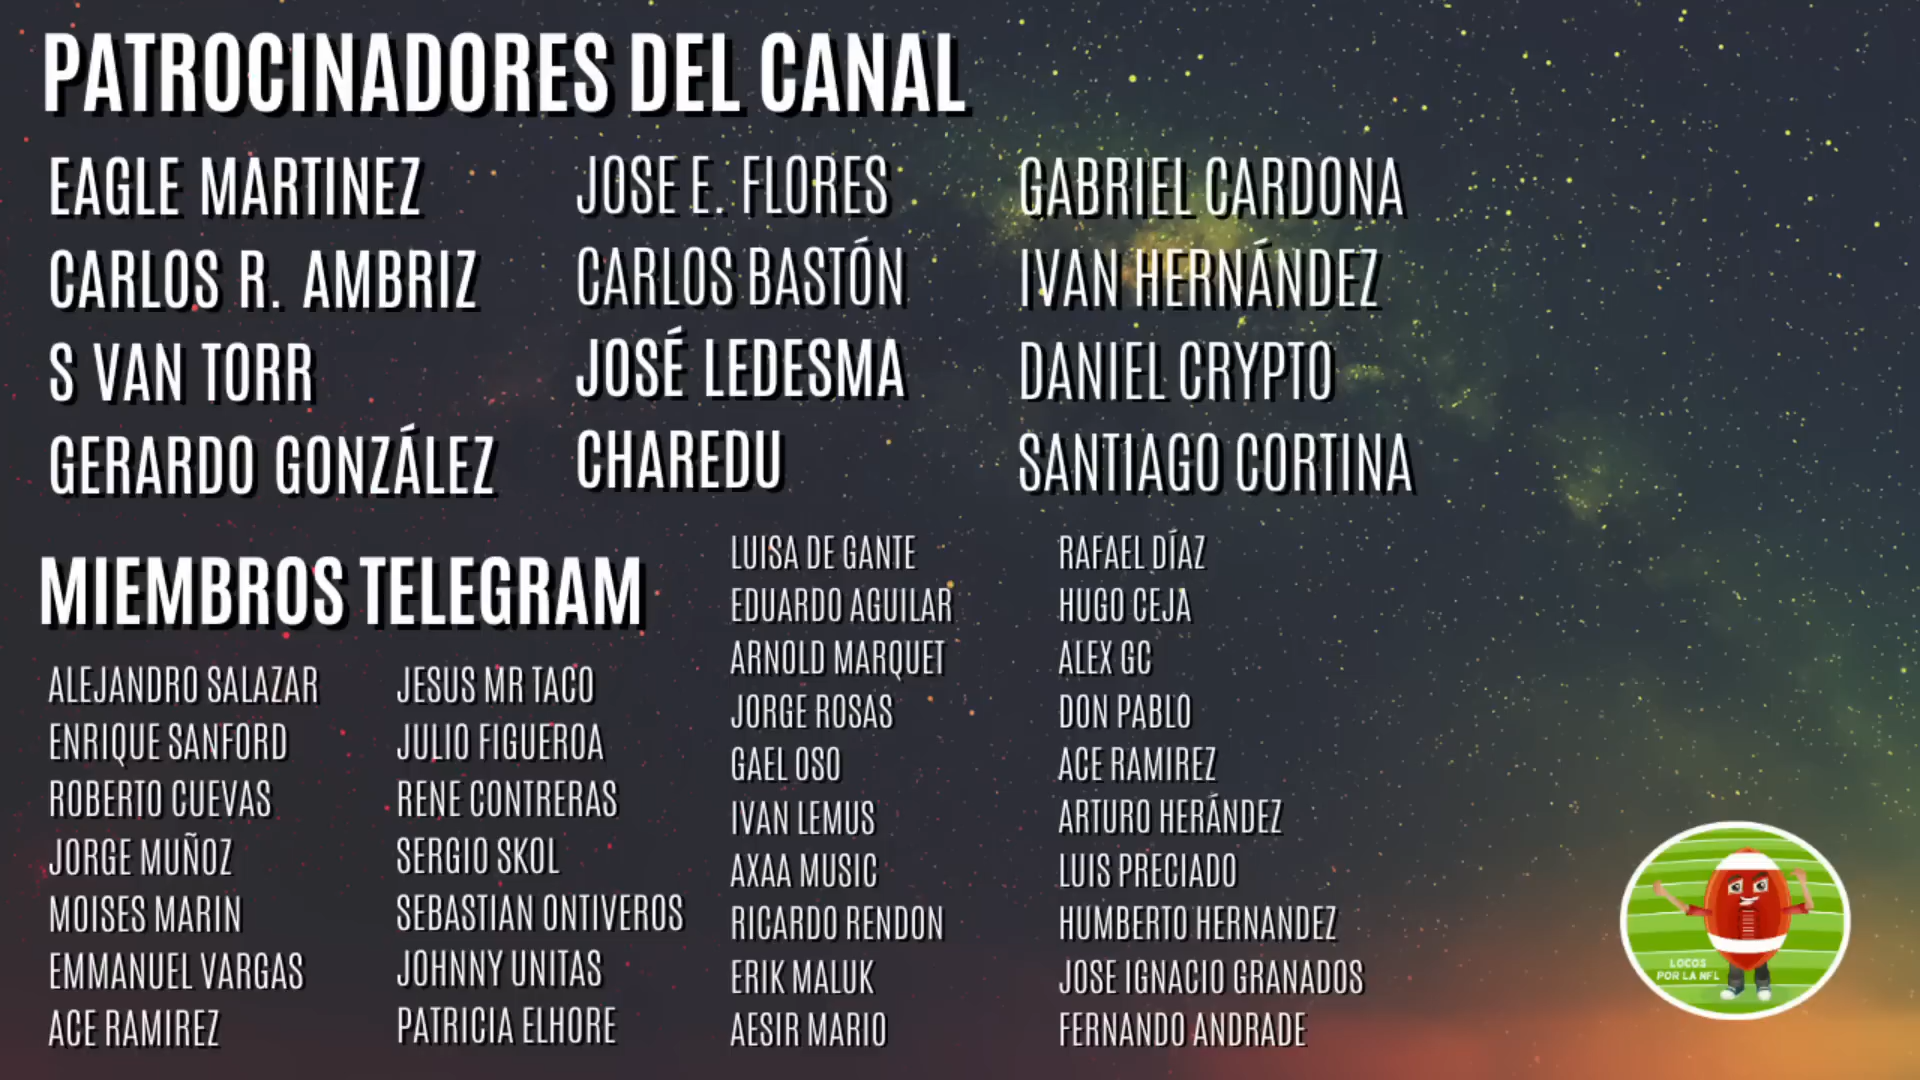 PATROCINADORES DEL CANAL
EAGLE MARTINEZ
CARLOS R. AMBRIZ
S VAN TORR
GERARDO GONZÁLEZ
JOSE E. FLORES
CARLOS BASTÓN
JOSÉ LEDESMA
CHAREDU
GABRIEL CARDONA
IVAN HERNÁNDEZ
DANIEL CRYPTO
SANTIAGO CORTINA
MIEMBROS TELEGRAM
ALEJANDRO SALAZAR
ENRIQUE SANFORD
ROBERTO CUEVAS
JORGE MUÑOZ
MOISES MARIN
EMMANUEL VARGAS
ACE RAMIREZ
JESUS MR TACO
JULIO FIGUEROA
RENE CONTRERAS
SERGIO SKOL
SEBASTIAN ONTIVEROS
JOHNNY UNITAS
PATRICIA ELHORE
LUISA DE GANTE
EDUARDO AGUILAR
ARNOLD MARQUET
JORGE ROSAS
GAEL OSO
IVAN LEMUS
AXAA MUSIC
RICARDO RENDON
ERIK MALUK
AESIR MARIO
RAFAEL DÍAZ
HUGO CEJA
ALEX GC
DON PABLO
ACE RAMIREZ
ARTURO HERÁNDEZ
LUIS PRECIADO
HUMBERTO HERNANDEZ
JOSE IGNACIO GRANADOS
FERNANDO ANDRADE
LOCOS
POR LA NFL